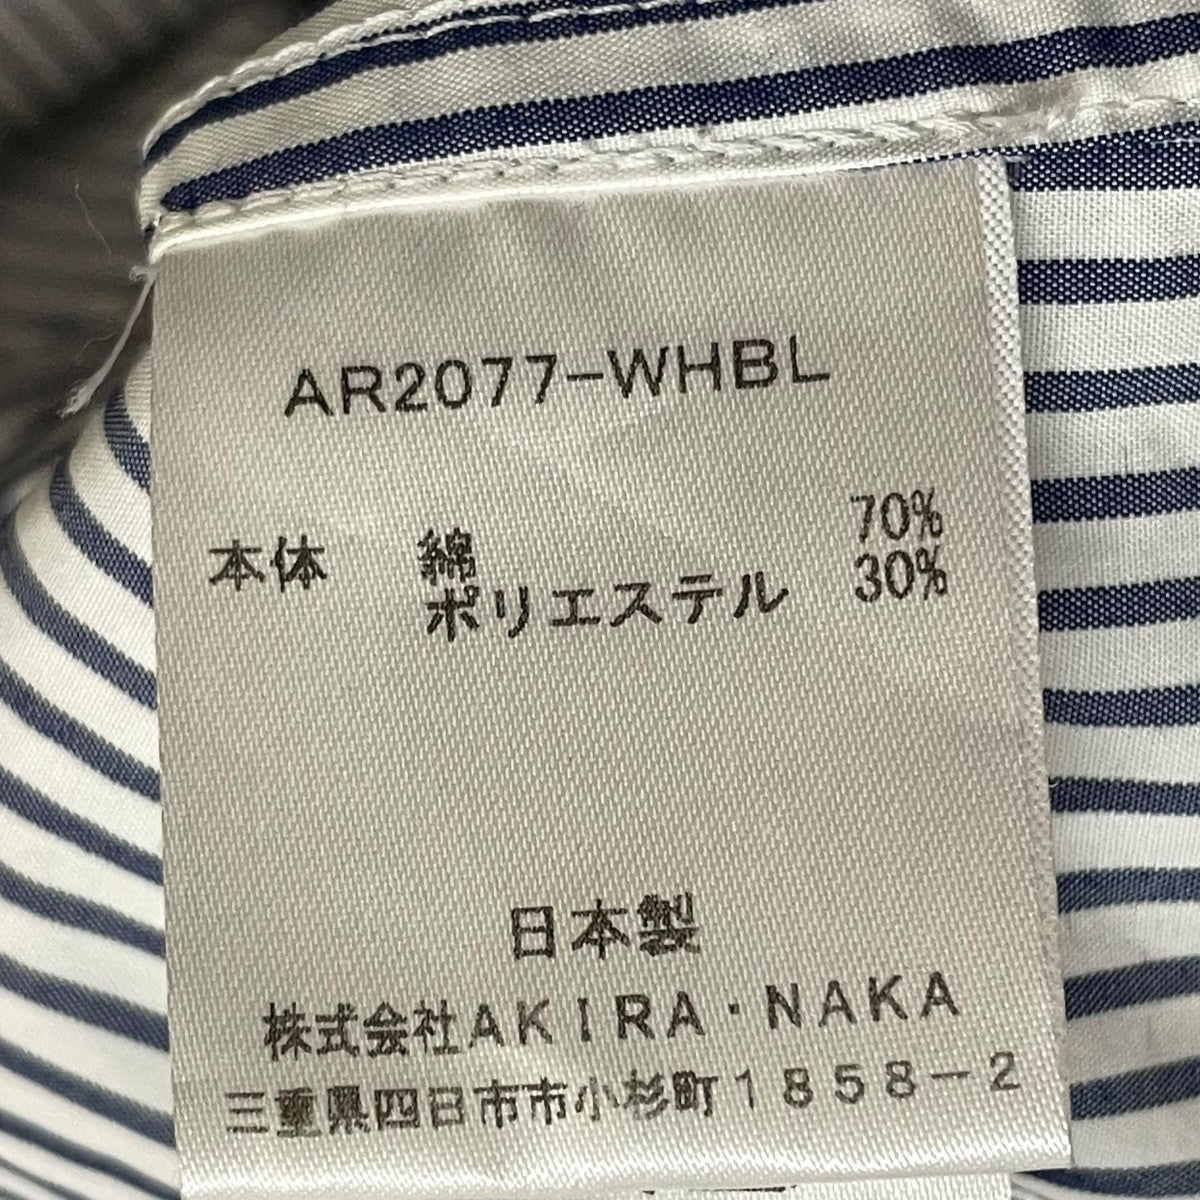 AR2077-WHBL
本体 綿 70%
ポリエステル 30%
日本製
株式会社AKIRA・NAKA
三重県四日市市小杉町1858-2